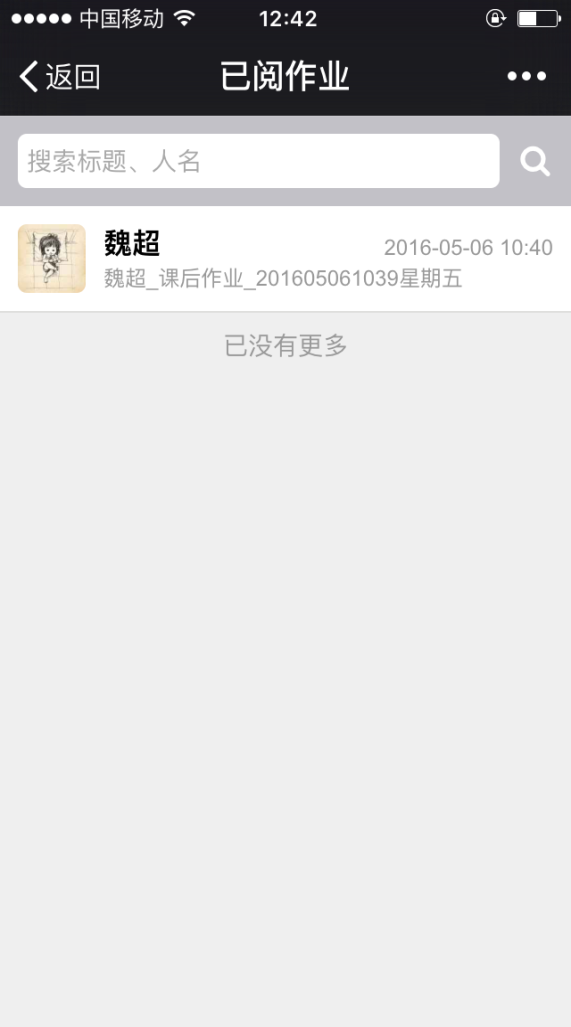 中国移动 12:42
返回 已阅作业
搜索标题、人名
魏超 2016-05-06 10:40
魏超_课后作业_201605061039星期五
已没有更多